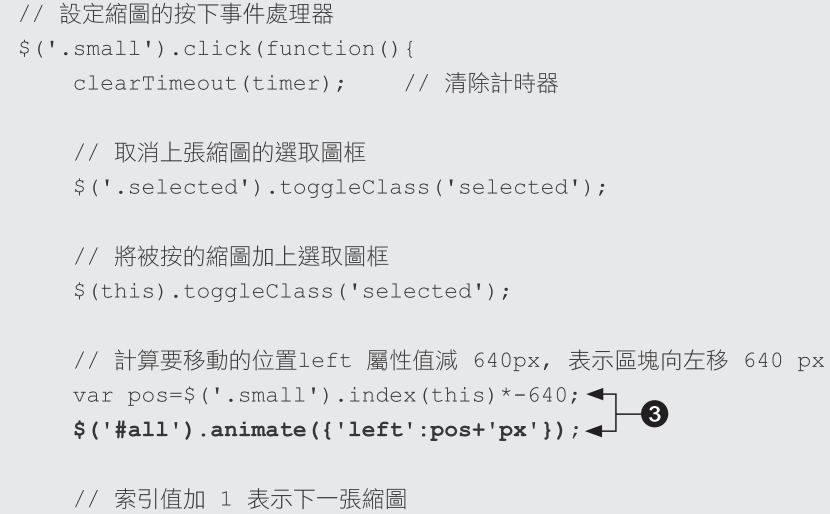 // 設定縮圖的按下事件處理器
$('.small').click(function(){
    clearTimeout(timer);    // 清除計時器
    // 取消上張縮圖的選取圖框
    $('.selected').toggleClass('selected');
    // 將被按的縮圖加上選取圖框
    $(this).toggleClass('selected');
    // 計算要移動的位置left 屬性值減 640px, 表示區塊向左移 640 px
    var pos=$('.small').index(this)*-640;
    $('#all').animate({'left':pos+'px'});
❸
    // 索引值加 1 表示下一張縮圖